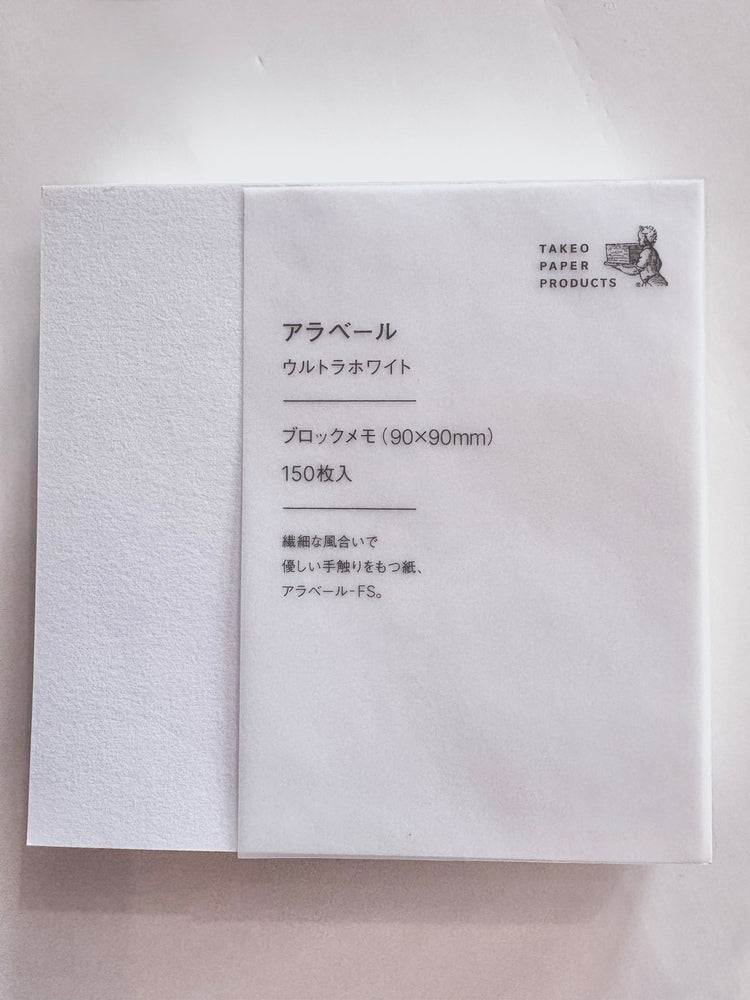 TAKEO
PAPER
PRODUCTS
アラベール
ウルトラホワイト
ブロックメモ（90×90mm）
150枚入
繊細な風合いで
優しい手触りをもつ紙、
アラベール-FS。